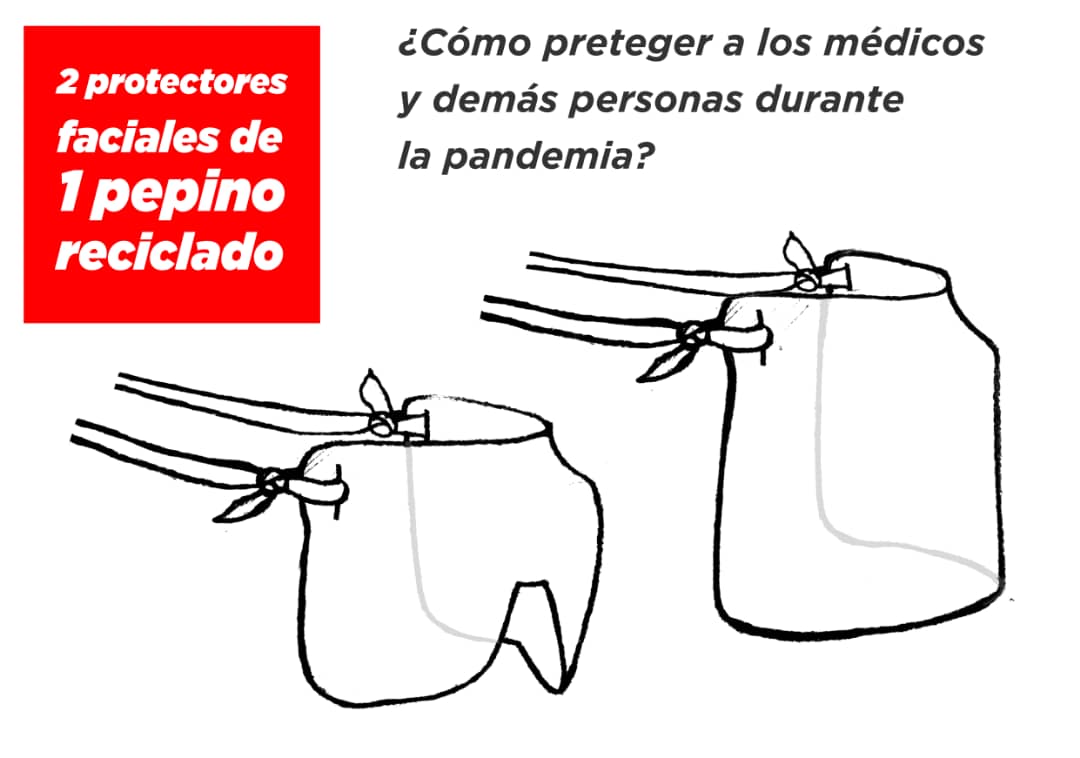 2 protectores
faciales de
1 pepino
reciclado
¿Cómo preteger a los médicos
y demás personas durante
la pandemia?